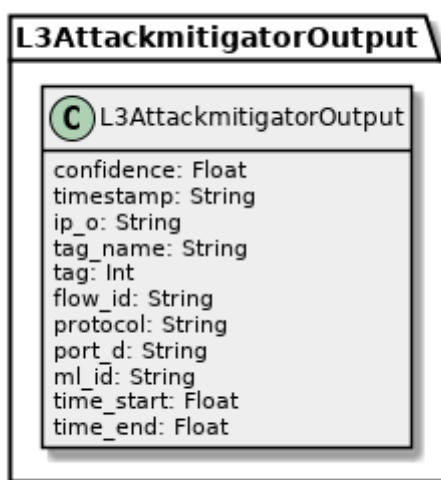 L3AttackmitigatorOutput
C L3AttackmitigatorOutput
confidence: Float
timestamp: String
ip_o: String
tag_name: String
tag: Int
flow_id: String
protocol: String
port_d: String
ml_id: String
time_start: Float
time_end: Float